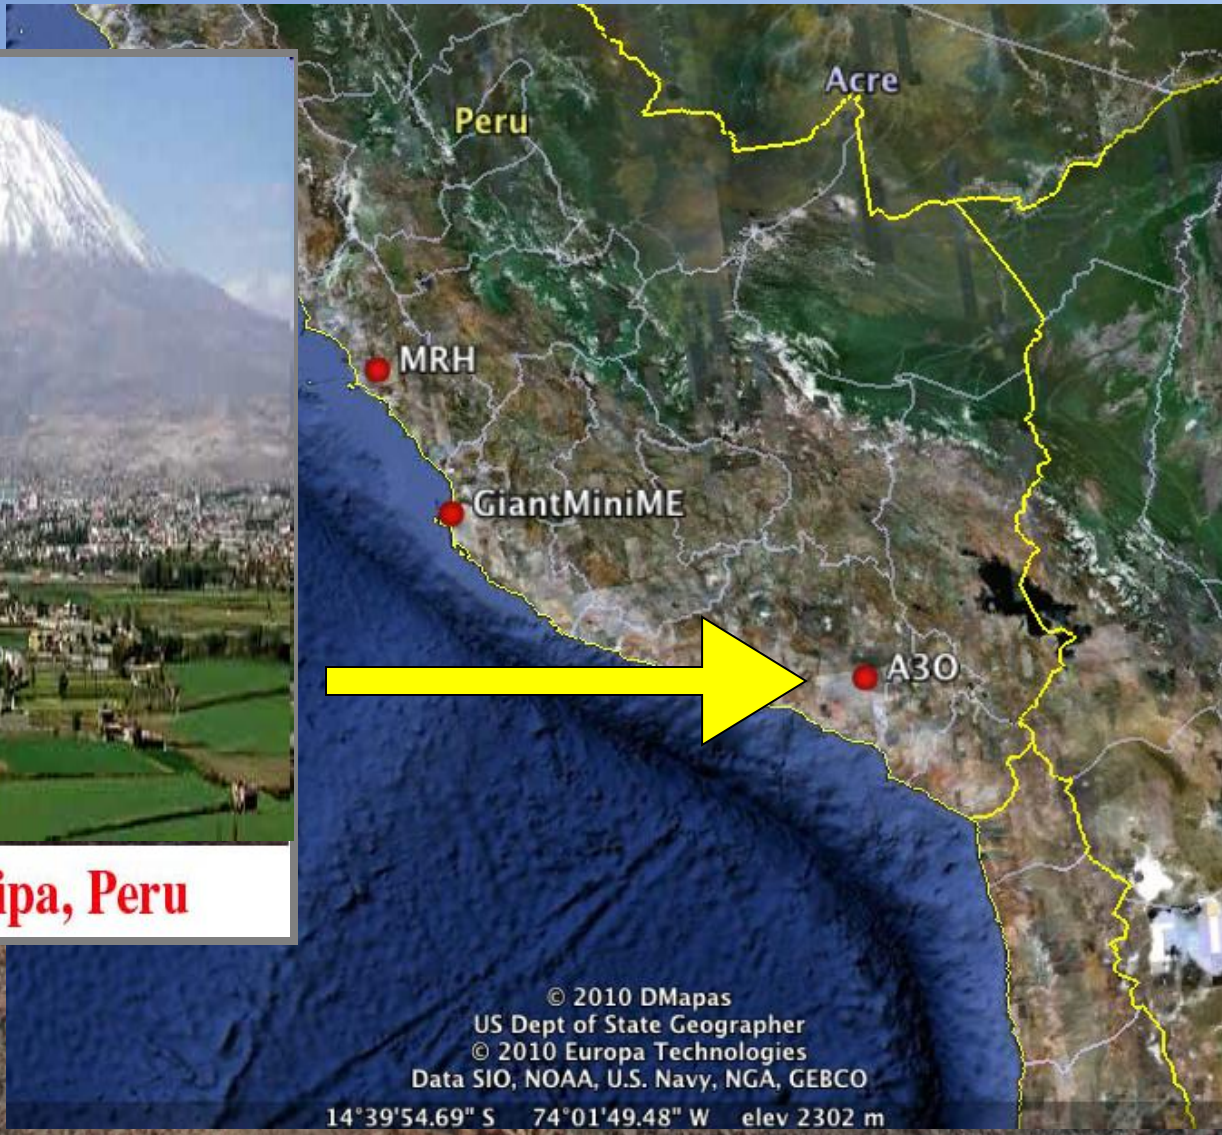 Peru
Acre
MRH
GiantMiniME
A3O
ipa, Peru
© 2010 DMapas
US Dept of State Geographer
© 2010 Europa Technologies
Data SIO, NOAA, U.S. Navy, NGA, GEBCO
14°39'54.69" S 74°01'49.48" W elev 2302 m